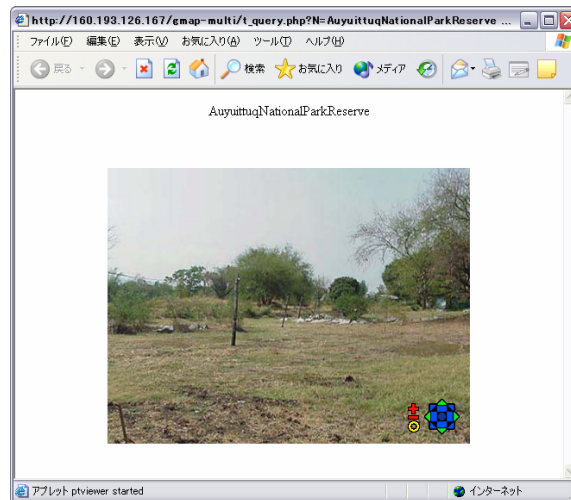 http://160.193.126.167/gmap-multi/t_query.php?N=AuyuittuqNationalParkReserve ...
ファイル(F) 編集(E) 表示(V) お気に入り(A) ツール(T) ヘルプ(H)
戻る 検索 お気に入り メディア
AuyuittuqNationalParkReserve
アプレット ptviewer started インターネット